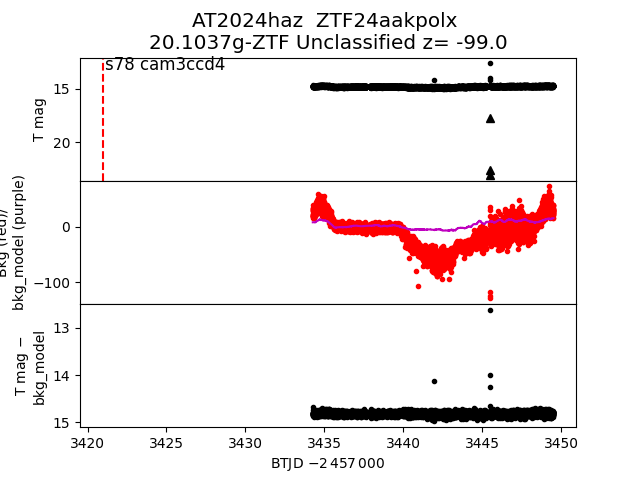 AT2024haz  ZTF24aakpolx
20.1037g-ZTF Unclassified z= -99.0
s78 cam3ccd4
T mag
15
20
Bkg (red)/
bkg_model (purple)
0
−100
T mag −
bkg_model
13
14
15
3420 3425 3430 3435 3440 3445 3450
BTJD −2 457 000